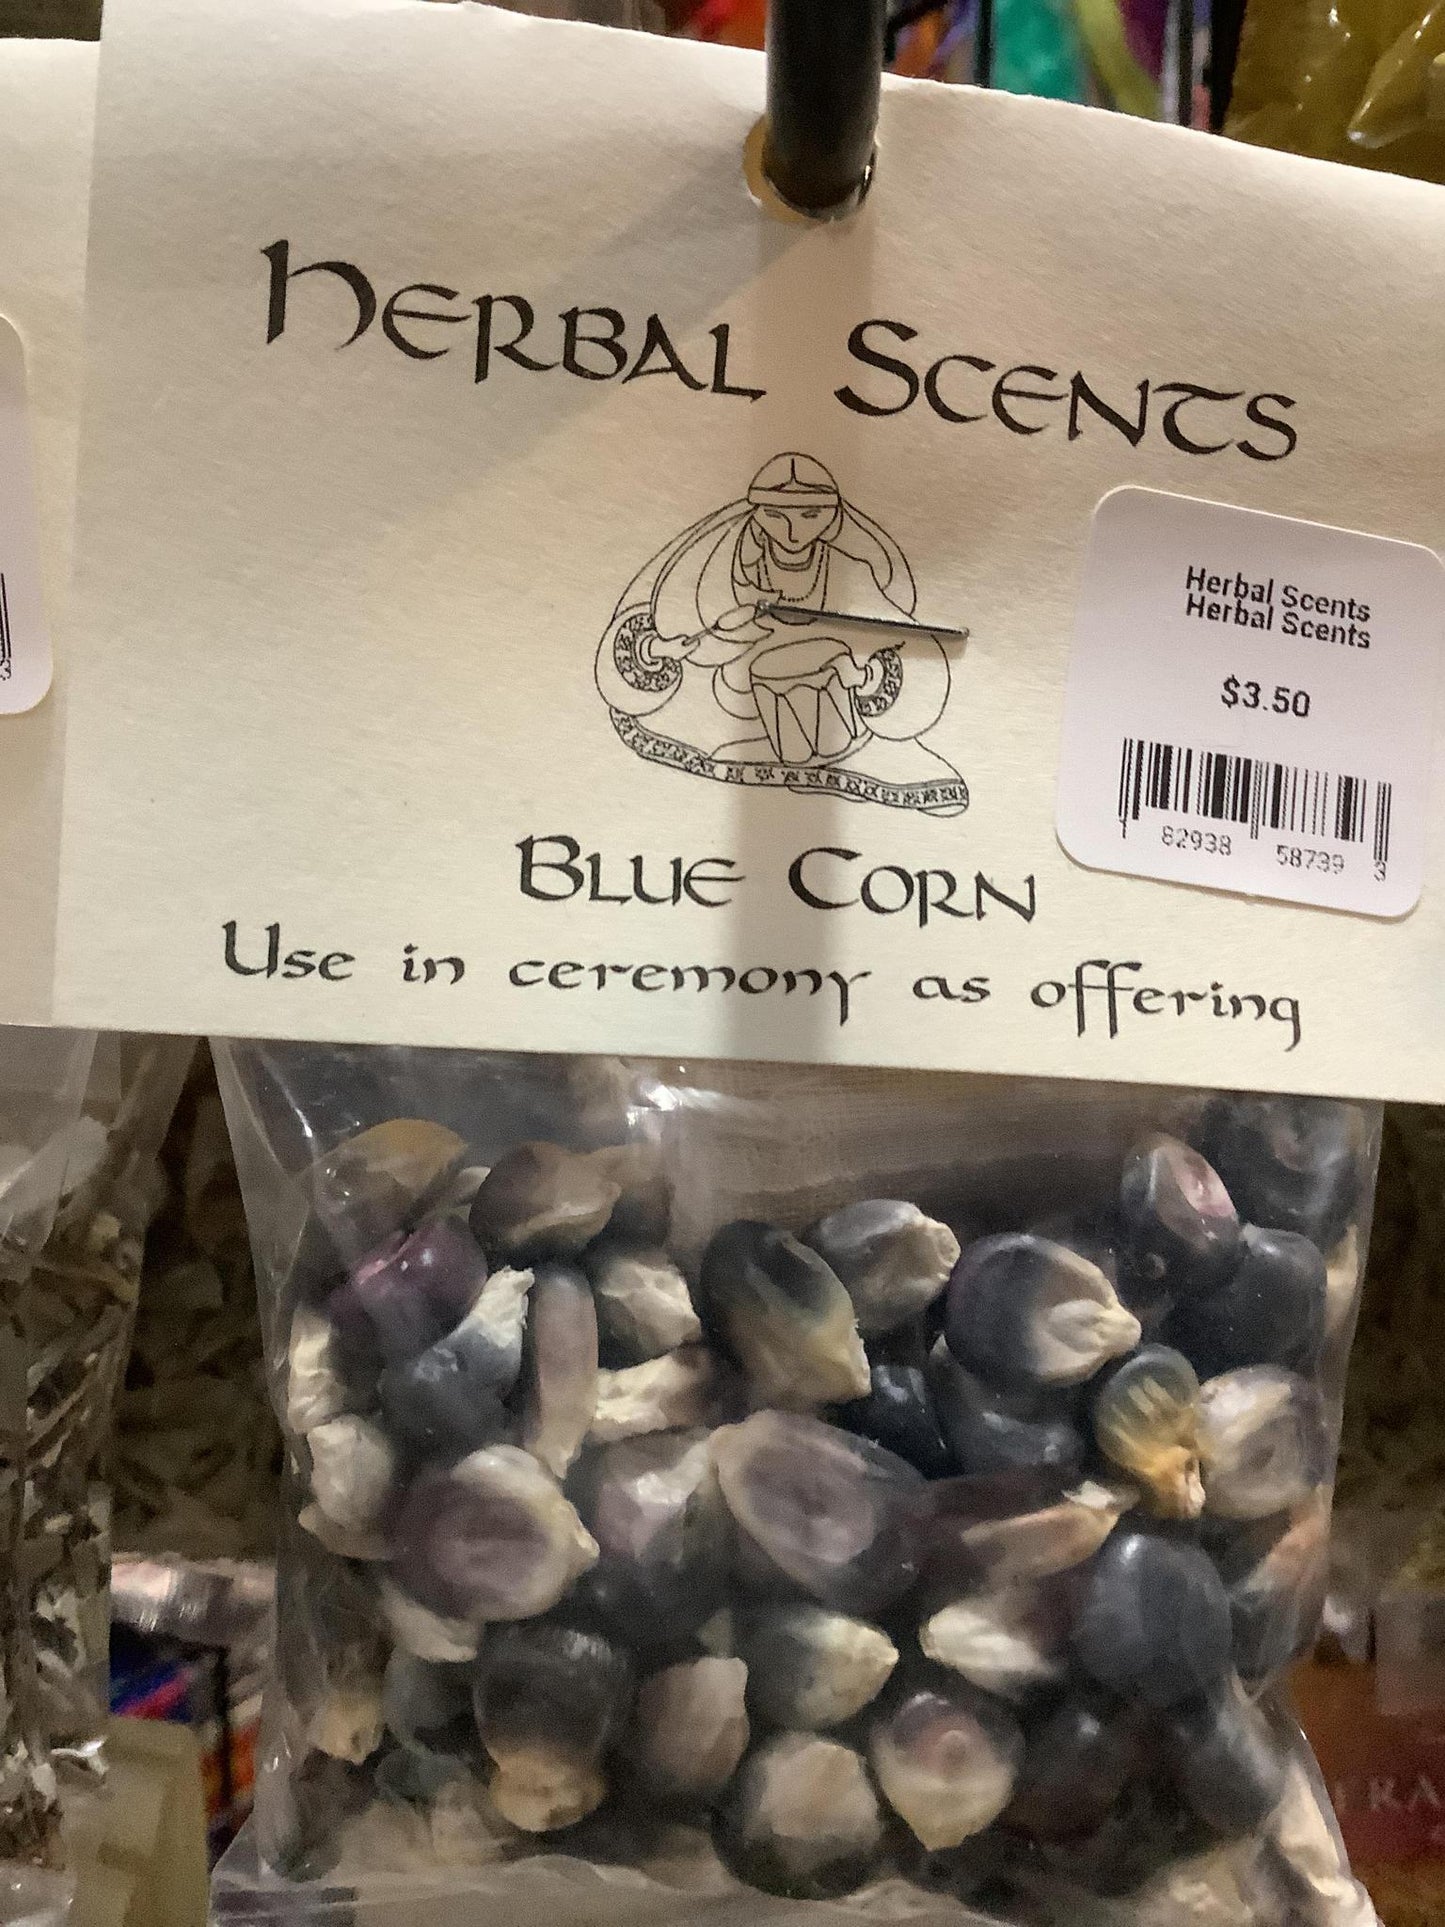 Herbal Scents
Herbal Scents
Herbal Scents
$3.50
1 82938 58739 3
Blue Corn
Use in ceremony as offering
3